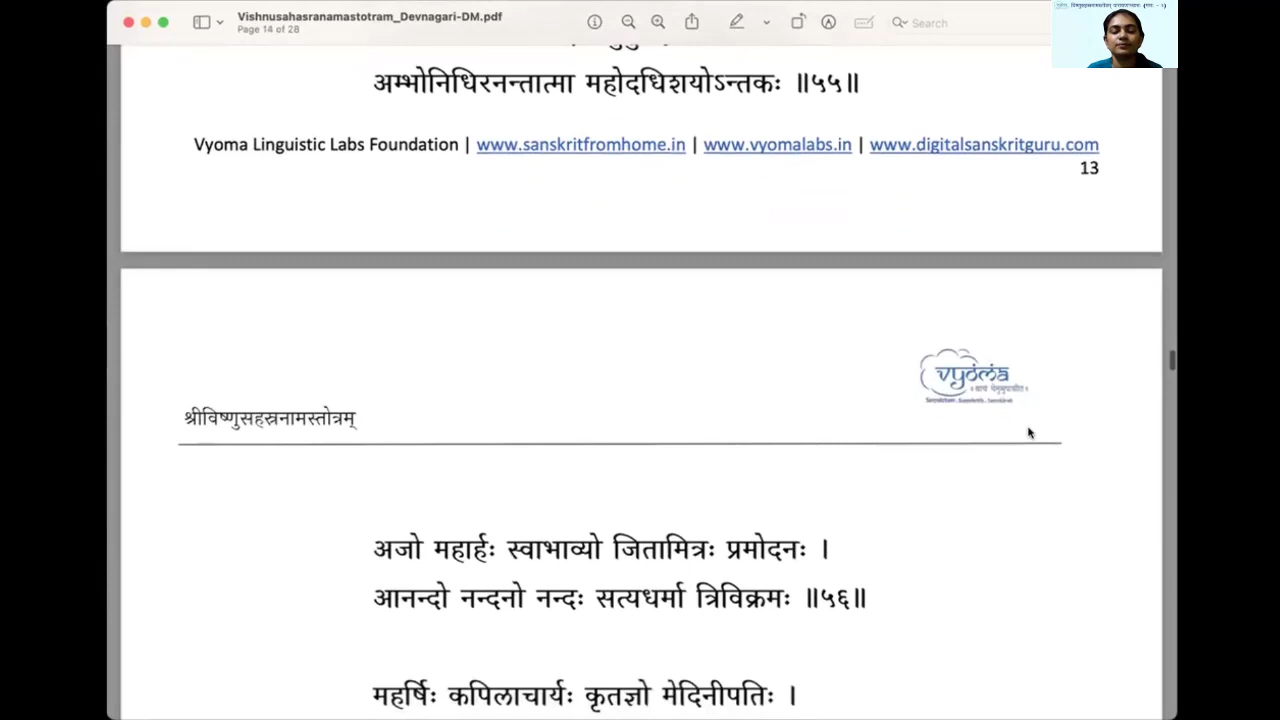 Vishnusahasranamastotram_Devnagari-DM.pdf
Page 14 of 28
Search
अम्भोनिधिरनन्तात्मा महोदधिशयोऽन्तकः ॥५५॥
Vyoma Linguistic Labs Foundation | www.sanskritfromhome.in | www.vyomalabs.in | www.digitalsanskritguru.com
13
vyoma
श्रीविष्णुसहस्रनामस्तोत्रम्
अजो महार्हः स्वाभाव्यो जितामित्रः प्रमोदनः ।
आनन्दो नन्दनो नन्दः सत्यधर्मा त्रिविक्रमः ॥५६॥
महर्षिः कपिलाचार्यः कृतज्ञो मेदिनीपतिः ।